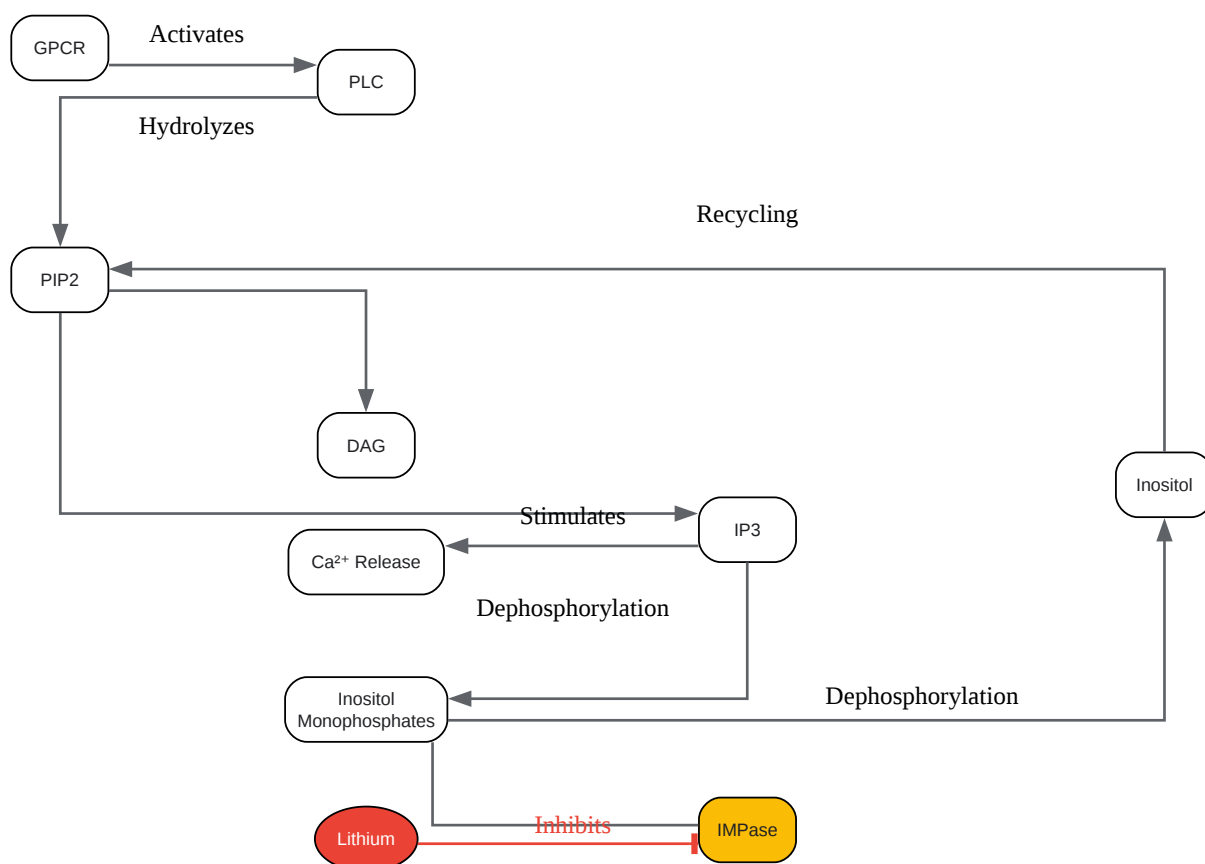 GPCR
Activates
PLC
Hydrolyzes
Recycling
PIP2
DAG
Inositol
Stimulates
IP3
Ca²⁺ Release
Dephosphorylation
Inositol
Monophosphates
Dephosphorylation
Inhibits
IMPase
Lithium